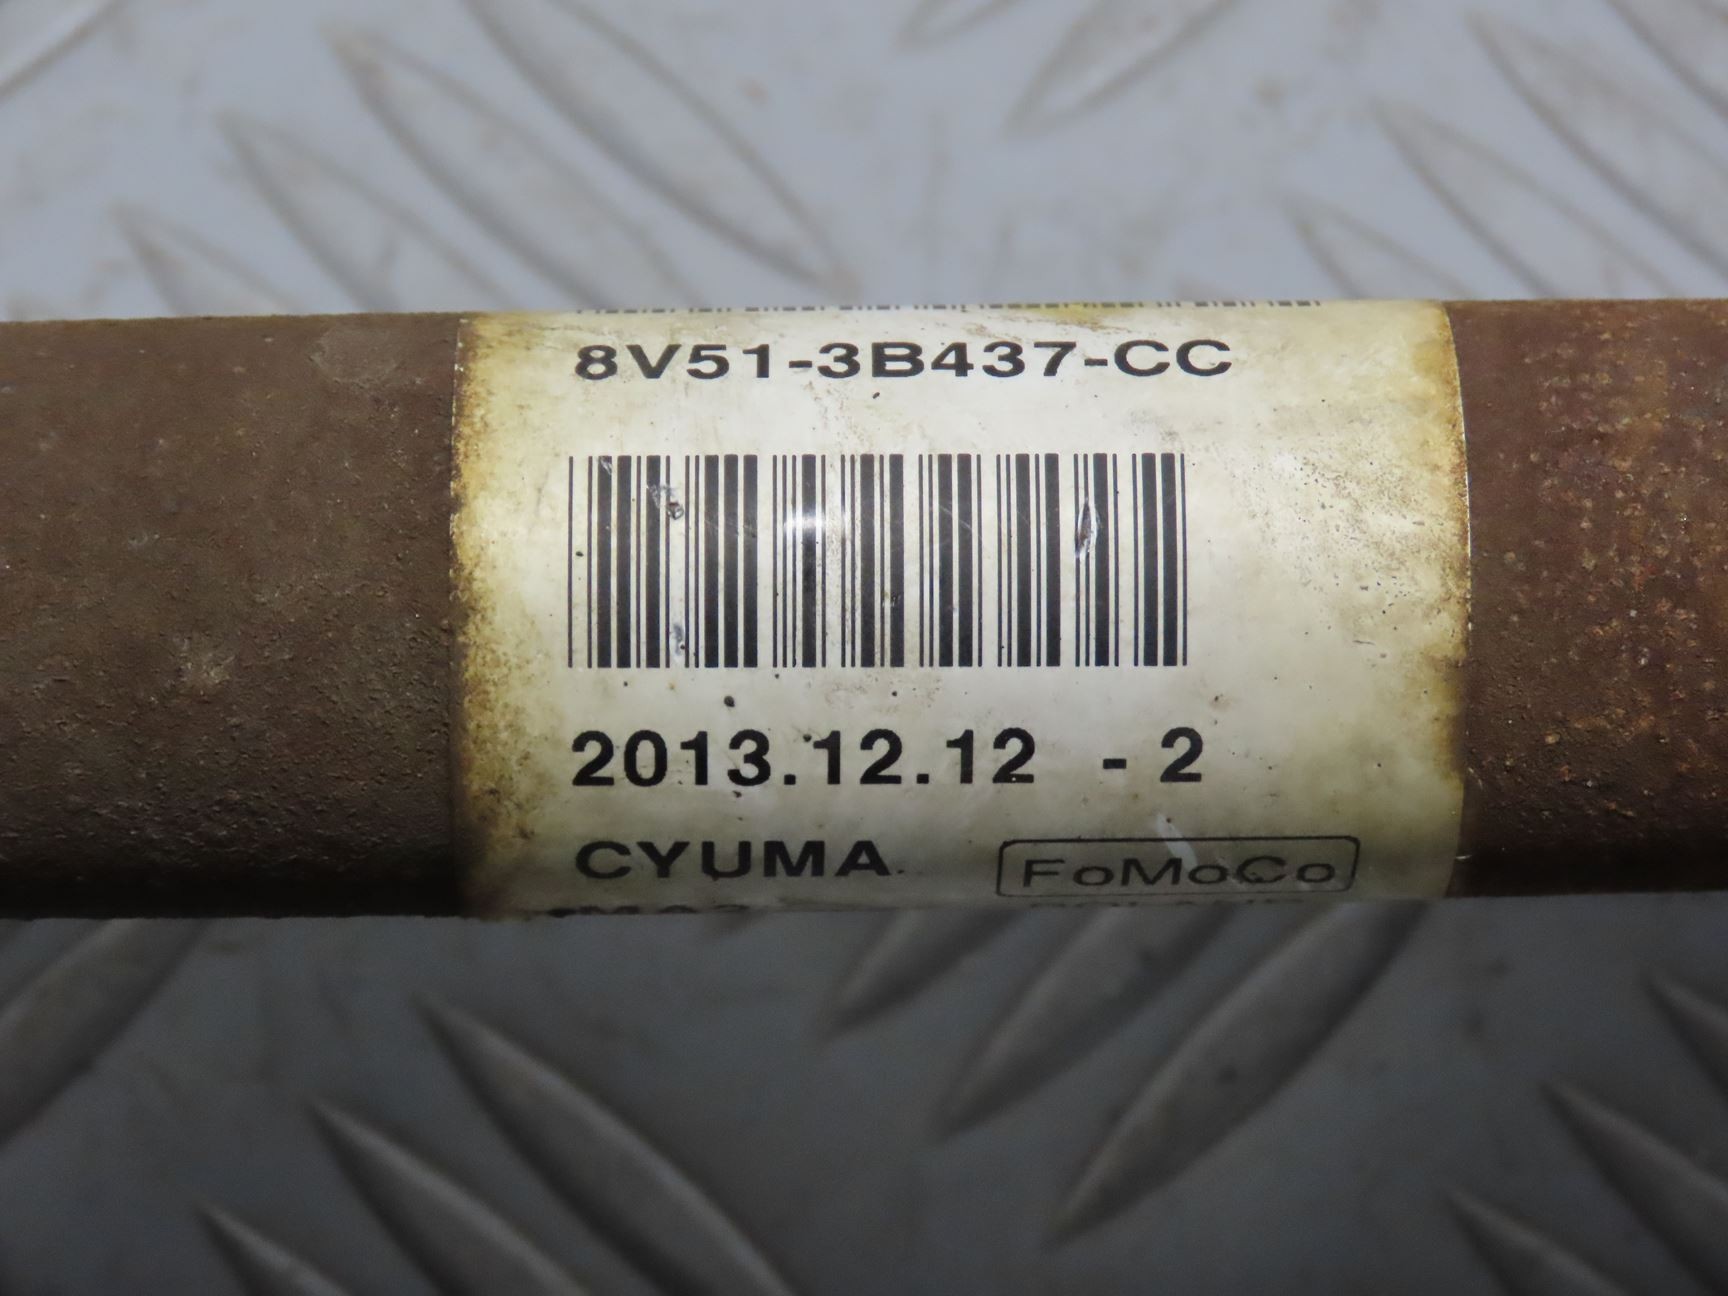 8V51-3B437-CC
2013.12.12 - 2
CYUMA
FoMoCo